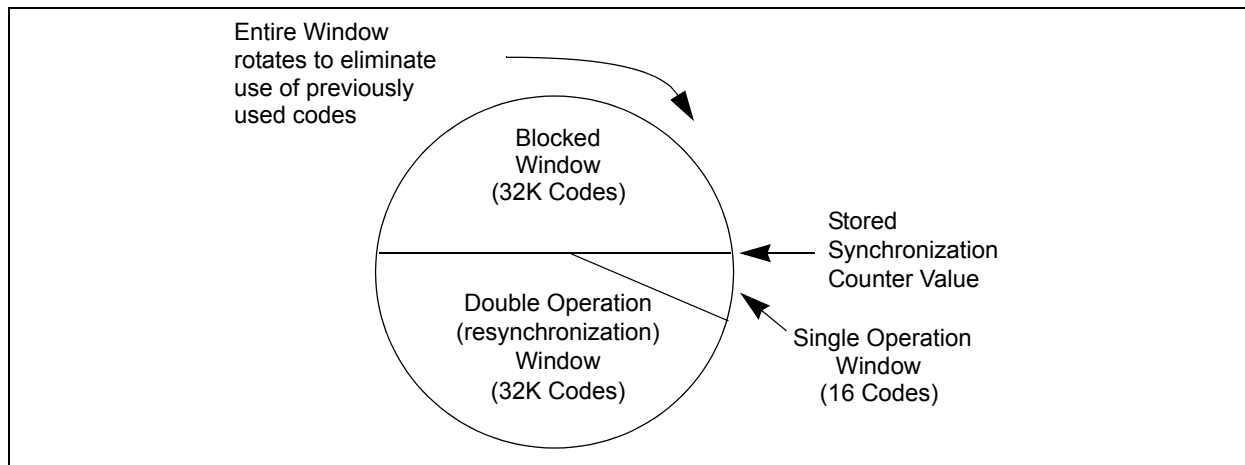 Entire Window
rotates to eliminate
use of previously
used codes
Blocked
Window
(32K Codes)
Stored
Synchronization
Counter Value
Double Operation
(resynchronization)
Window
(32K Codes)
Single Operation
Window
(16 Codes)